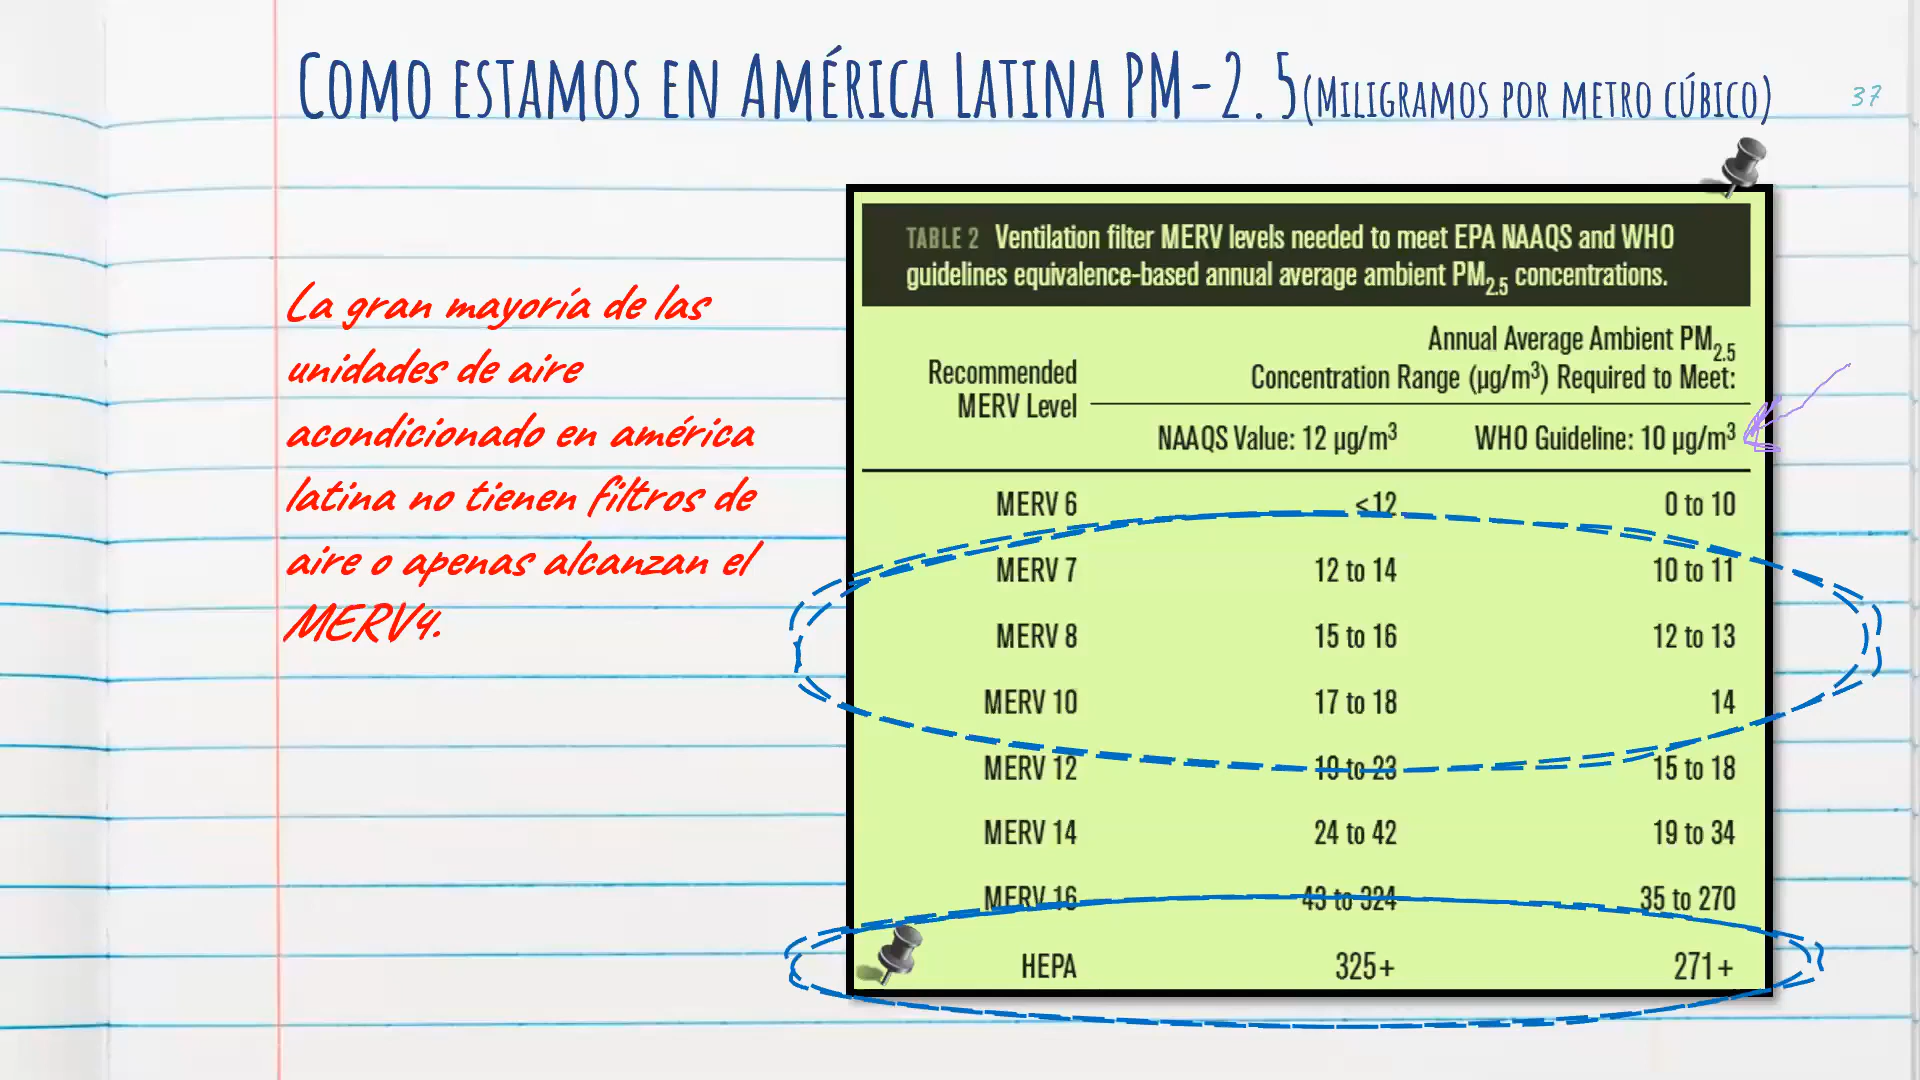 Como estamos en América Latina PM-2.5(Miligramos por metro cúbico)
37
La gran mayoría de las
unidades de aire
acondicionado en américa
latina no tienen filtros de
aire o apenas alcanzan el
MERV4.
TABLE 2 Ventilation filter MERV levels needed to meet EPA NAAQS and WHO
guidelines equivalence-based annual average ambient PM2.5 concentrations.
Recommended
MERV Level
Annual Average Ambient PM2.5
Concentration Range (µg/m³) Required to Meet:
NAAQS Value: 12 µg/m³ WHO Guideline: 10 µg/m³
MERV 6 <12 0 to 10
MERV 7 12 to 14 10 to 11
MERV 8 15 to 16 12 to 13
MERV 10 17 to 18 14
MERV 12 19 to 23 15 to 18
MERV 14 24 to 42 19 to 34
MERV 16 43 to 324 35 to 270
HEPA 325+ 271+